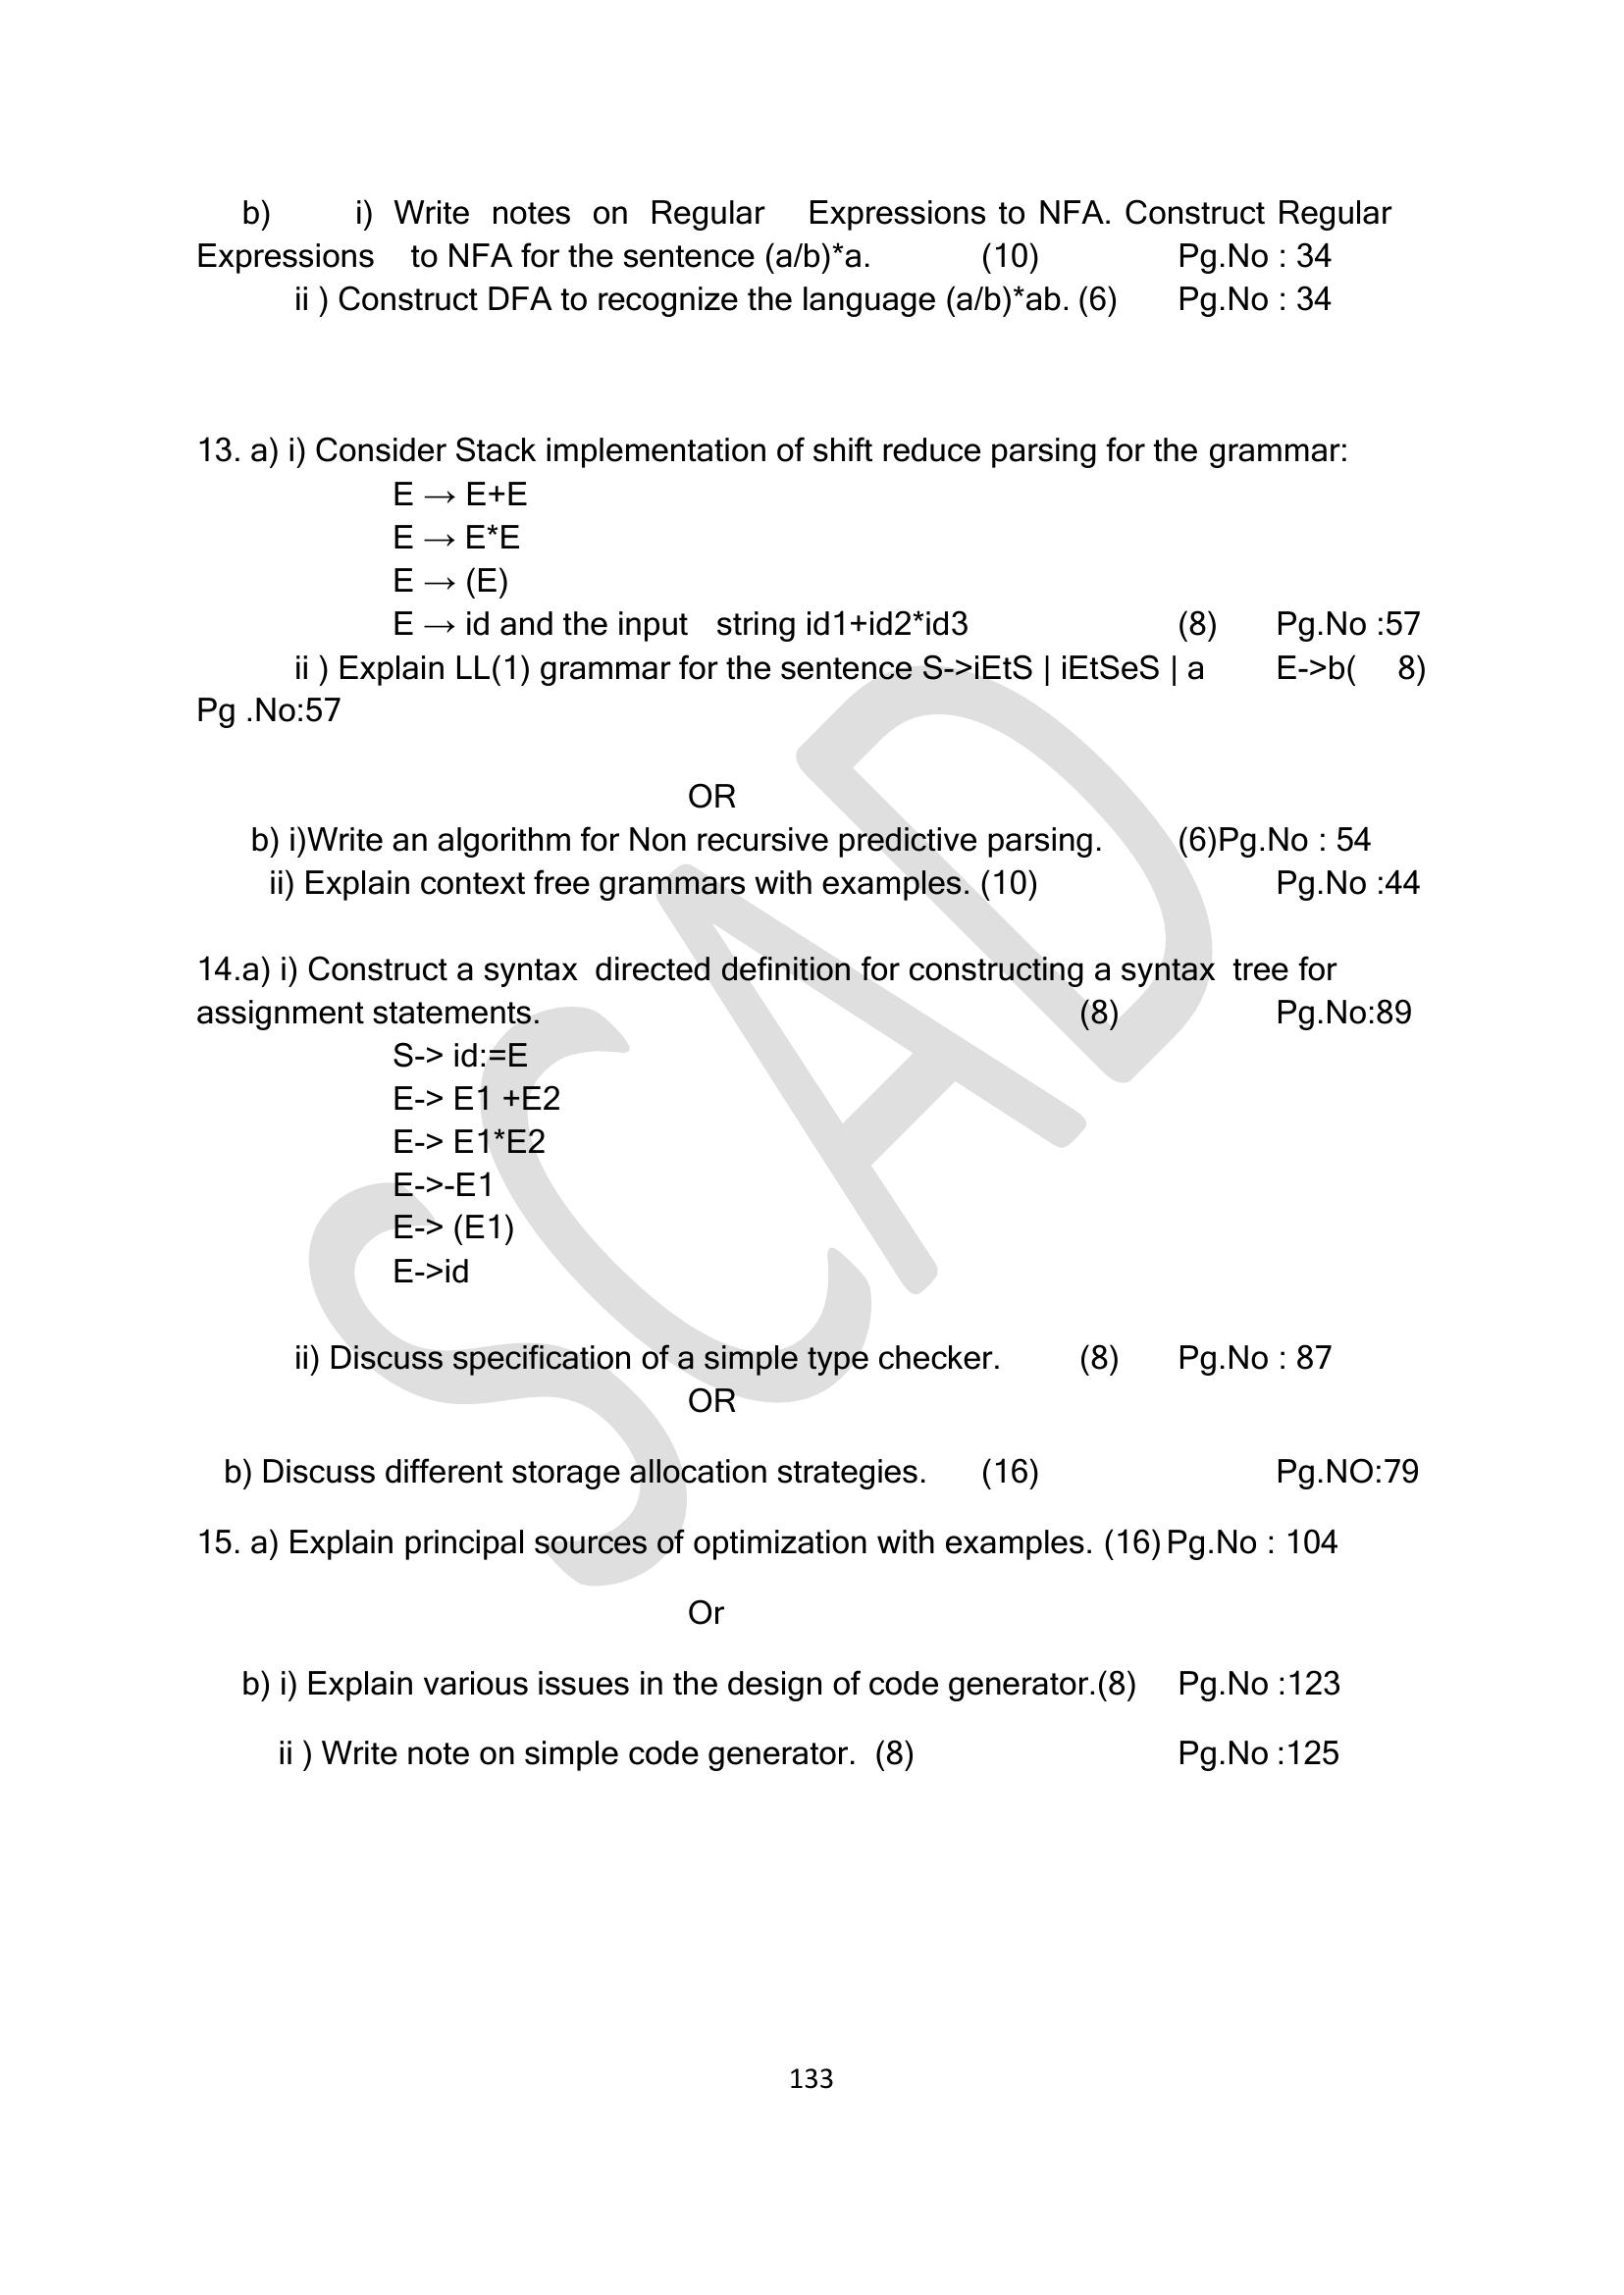 b) i) Write notes on Regular Expressions to NFA. Construct Regular
Expressions to NFA for the sentence (a/b)*a. (10) Pg.No : 34
ii ) Construct DFA to recognize the language (a/b)*ab. (6) Pg.No : 34
13. a) i) Consider Stack implementation of shift reduce parsing for the grammar:
E → E+E
E → E*E
E → (E)
E → id and the input string id1+id2*id3 (8) Pg.No :57
ii ) Explain LL(1) grammar for the sentence S->iEtS | iEtSeS | a E->b( 8)
Pg .No:57
OR
b) i)Write an algorithm for Non recursive predictive parsing. (6)Pg.No : 54
ii) Explain context free grammars with examples. (10) Pg.No :44
14.a) i) Construct a syntax directed definition for constructing a syntax tree for
assignment statements. (8) Pg.No:89
S-> id:=E
E-> E1 +E2
E-> E1*E2
E->-E1
E-> (E1)
E->id
ii) Discuss specification of a simple type checker. (8) Pg.No : 87
OR
b) Discuss different storage allocation strategies. (16) Pg.NO:79
15. a) Explain principal sources of optimization with examples. (16) Pg.No : 104
Or
b) i) Explain various issues in the design of code generator.(8) Pg.No :123
ii ) Write note on simple code generator. (8) Pg.No :125
SCAD
133